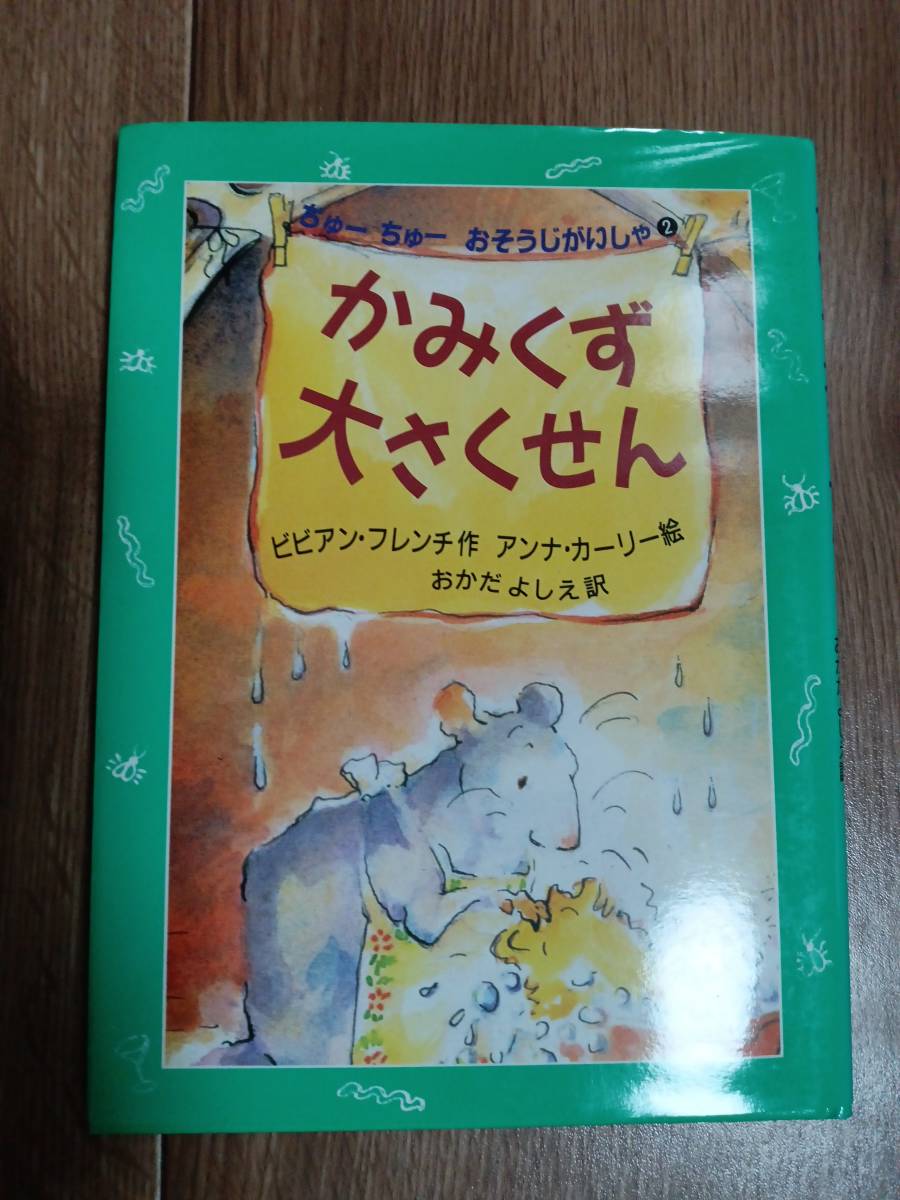 ちゅー ちゅー おそうじがいしゃ❷
かみくず
大さくせん
ビビアン・フレンチ作 アンナ・カーリー絵
おかだ よしえ訳